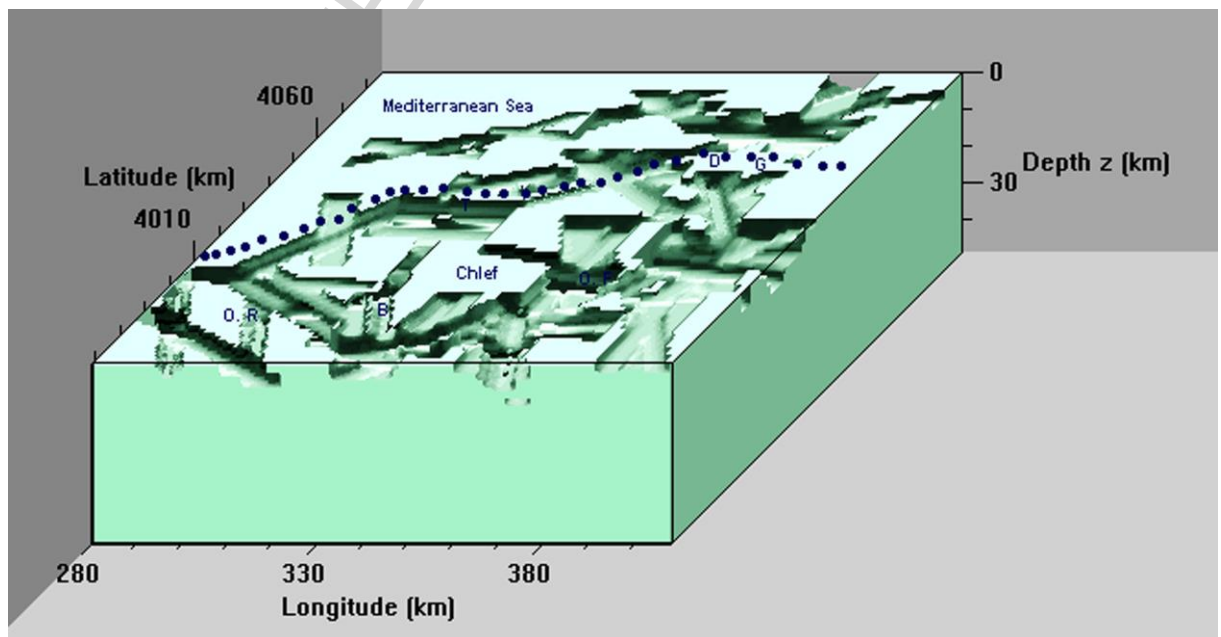 0
4060
Mediterranean Sea
D
G
Depth z (km)
Latitude (km)
30
T
4010
Chlef
O. F
O. R
B
280
330
380
Longitude (km)